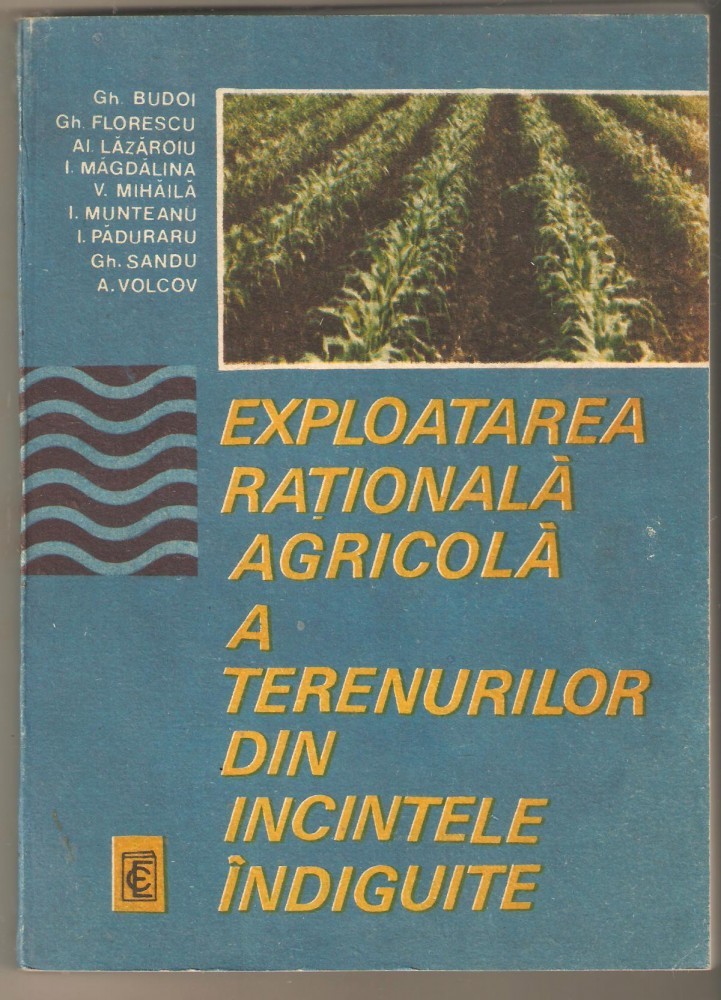 Gh. BUDOI
Gh. FLORESCU
Al. LĂZĂROIU
I. MĂGDĂLINA
V. MIHĂILĂ
I. MUNTEANU
I. PĂDURARU
Gh. SANDU
A. VOLCOV
EXPLOATAREA
RAȚIONALĂ
AGRICOLĂ
A
TERENURILOR
DIN
INCINTELE
ÎNDIGUITE
CE